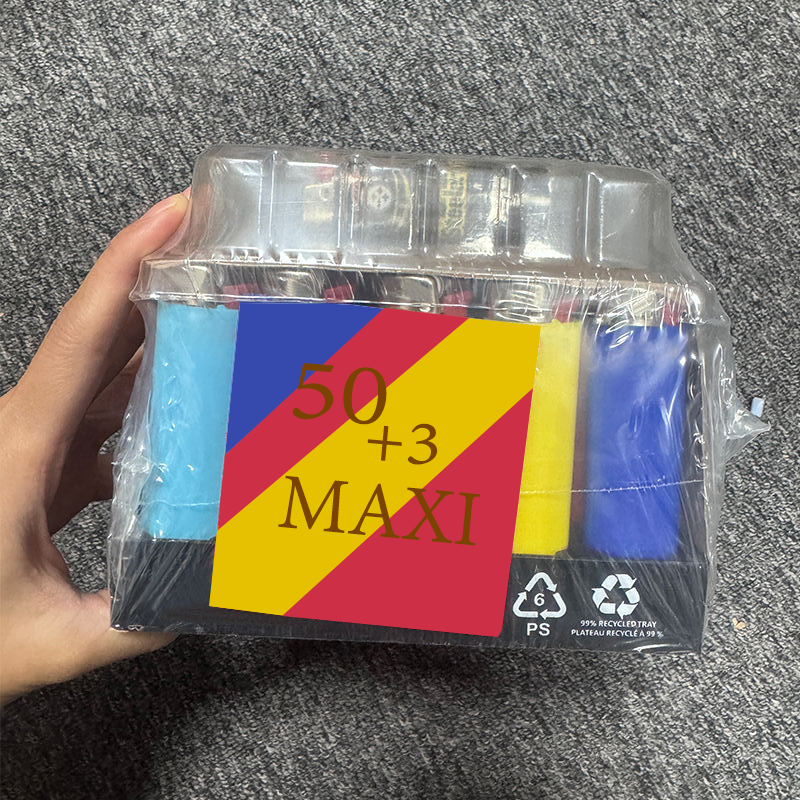 50
+3
MAXI
6
PS
99% RECYCLED TRAY
PLATEAU RECYCLÉ A 99 %